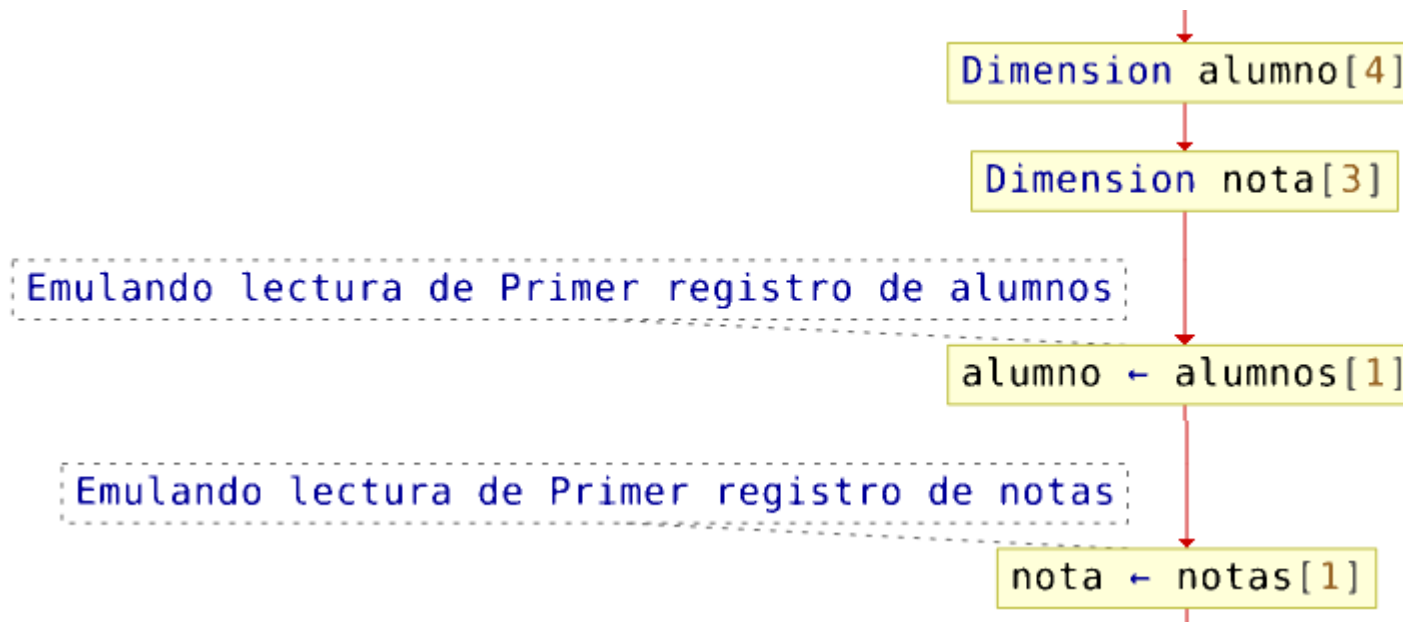 Dimension alumno[4]
Dimension nota[3]
Emulando lectura de Primer registro de alumnos
alumno ← alumnos[1]
Emulando lectura de Primer registro de notas
nota ← notas[1]